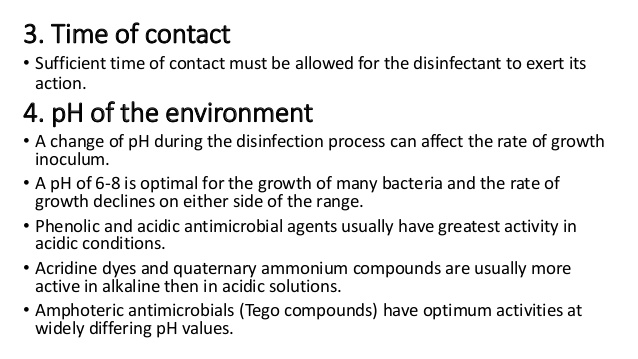 3. Time of contact
• Sufficient time of contact must be allowed for the disinfectant to exert its
action.
4. pH of the environment
• A change of pH during the disinfection process can affect the rate of growth
inoculum.
• A pH of 6-8 is optimal for the growth of many bacteria and the rate of
growth declines on either side of the range.
• Phenolic and acidic antimicrobial agents usually have greatest activity in
acidic conditions.
• Acridine dyes and quaternary ammonium compounds are usually more
active in alkaline then in acidic solutions.
• Amphoteric antimicrobials (Tego compounds) have optimum activities at
widely differing pH values.